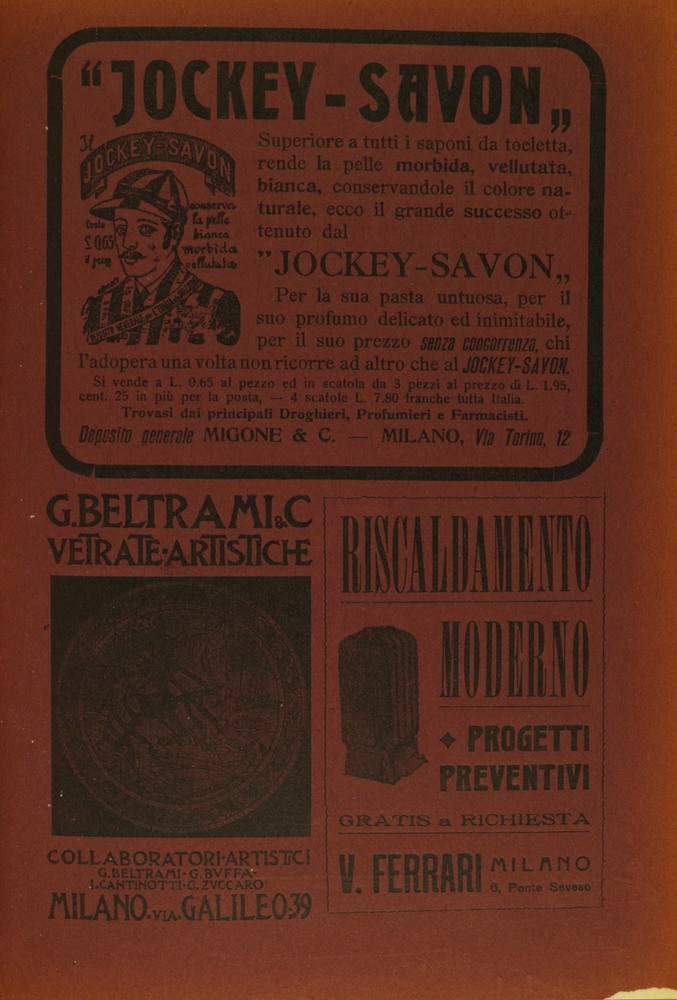 “JOCKEY-SAVON„
Il
JOCKEY-SAVON
conserva
la pelle
bianca
morbida
vellutata
Costa
£ 0,65
il pezzo
Superiore a tutti i saponi da toeletta,
rende la pelle morbida, vellutata,
bianca, conservandole il colore na-
turale, ecco il grande successo ot-
tenuto dal
"JOCKEY-SAVON„
Per la sua pasta untuosa, per il
suo profumo delicato ed inimitabile,
per il suo prezzo senza concorrenza, chi
l'adopera una volta non ricorre ad altro che al JOCKEY-SAVON.
Si vende a L. 0.65 al pezzo ed in scatola da 3 pezzi al prezzo di L. 1.95,
cent. 25 in più per la posta, — 4 scatole L. 7.80 franche tutta Italia.
Trovasi dai principali Droghieri, Profumieri e Farmacisti.
Deposito generale MIGONE & C. — MILANO, Via Torino, 12
G.BELTRAMI&C
VETRATE·ARTISTICHE
COLLABORATORI·ARTISTICI
G.BELTRAMI·G.BVFFA·
I.CANTINOTTI·G.ZVCCARO
MILANO.VIA.GALILEO:39
RISCALDAMENTO
MODERNO
PROGETTI
PREVENTIVI
GRATIS a RICHIESTA
V. FERRARI MILANO
6, Ponte Seveso